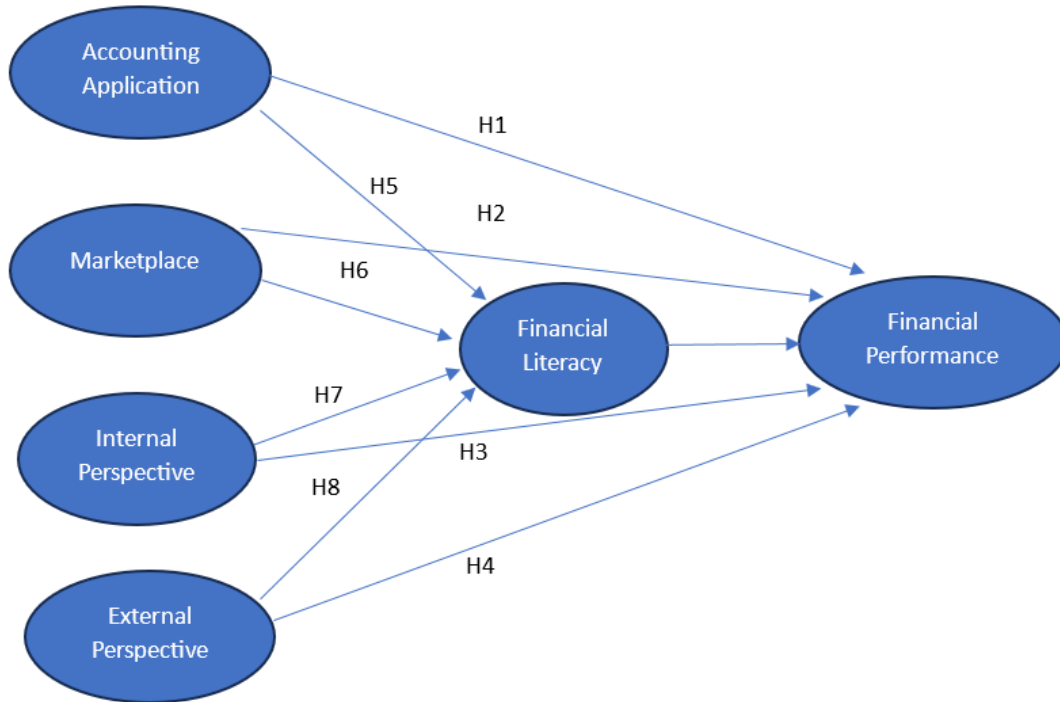 Accounting
Application
H1
H5
H2
Marketplace
H6
Financial
Literacy
Financial
Performance
H7
Internal
Perspective
H3
H8
H4
External
Perspective